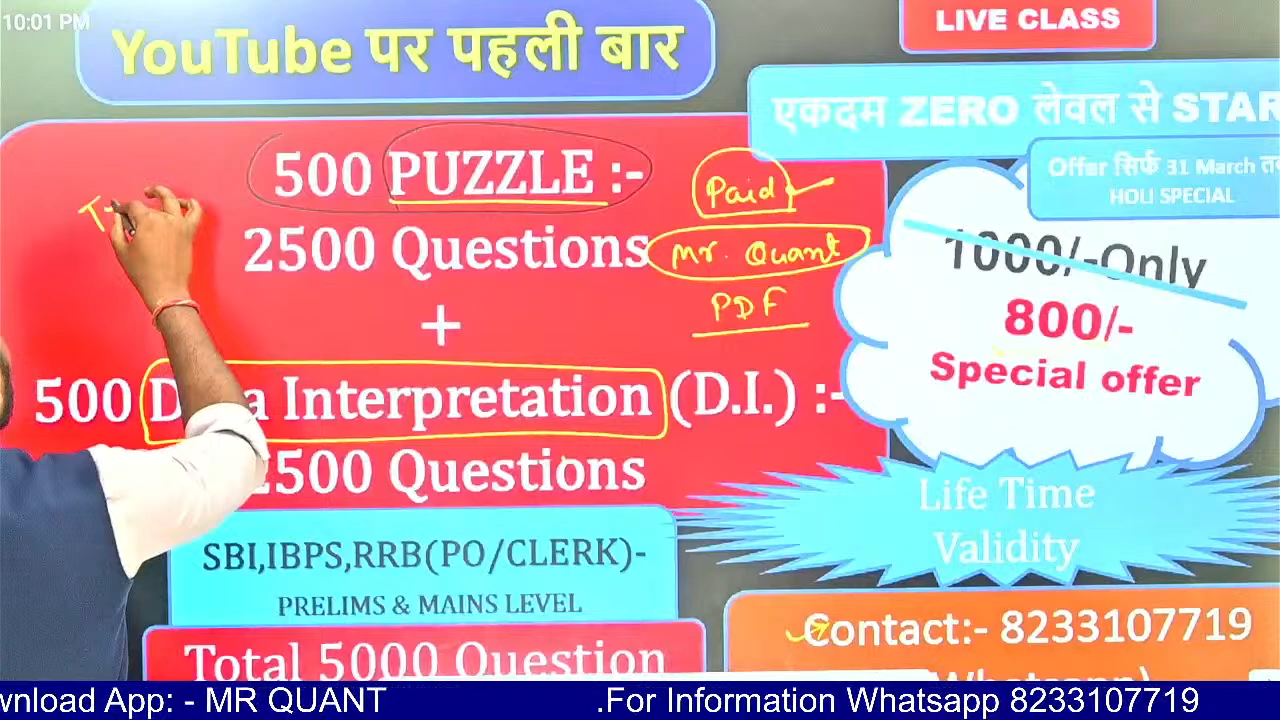 10:01 PM
YouTube पर पहली बार
LIVE CLASS
एकदम ZERO लेवल से STAR
Offer सिर्फ 31 March त
HOLI SPECIAL
500 PUZZLE :-
2500 Questions
+
500 D a Interpretation (D.I.) :-
2500 Questions
Paid
Mr. Quant
PDF
T
1000/-Only
800/-
Special offer
Life Time
Validity
SBI,IBPS,RRB(PO/CLERK)-
PRELIMS & MAINS LEVEL
Total 5000 Question
Contact:- 8233107719
wnload App: - MR QUANT
.For Information Whatsapp 8233107719